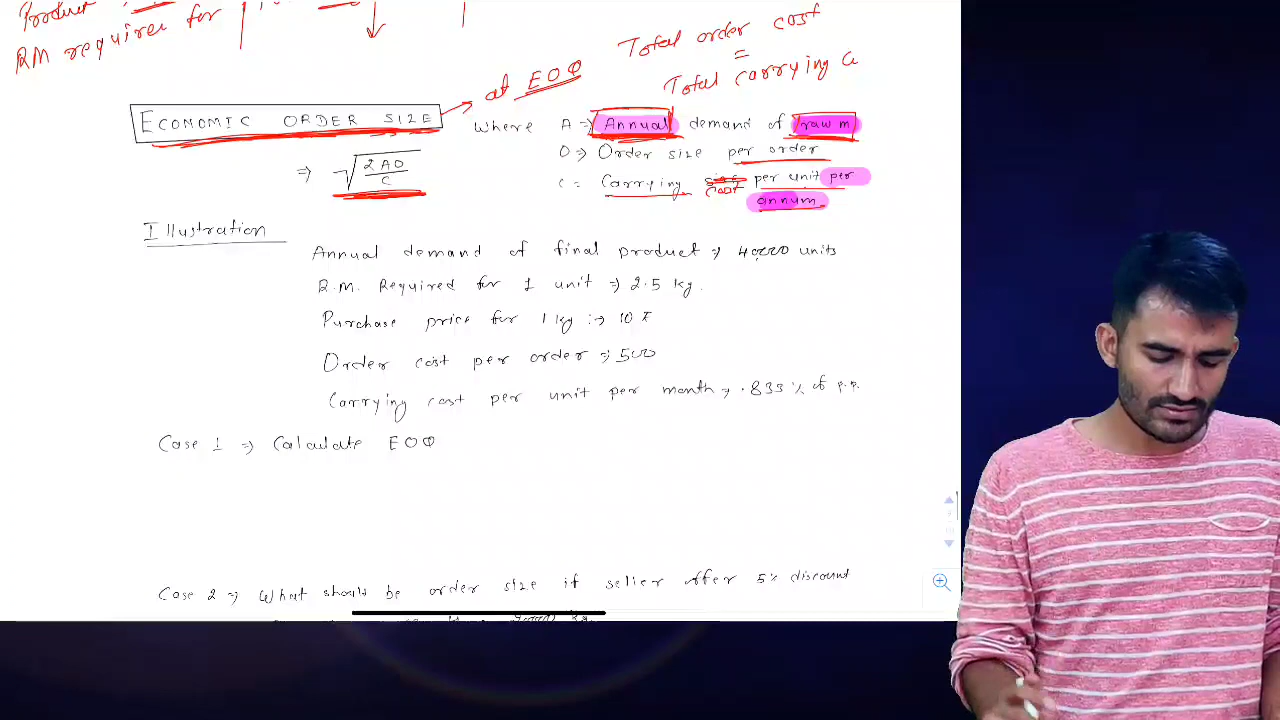 Product
RM requires for
Total order cost
=
Total carrying c
at EOQ
ECONOMIC ORDER SIZE
Where A => Annual demand of raw m
=> √2AO/C
O => Order size per order
C = Carrying cost per unit per annum
Illustration
Annual demand of final product => 40000 units
R.M. Required for 1 unit => 2.5 kg.
Purchase price for 1 kg :-> 10 ₹
Order cost per order => 500
Carrying cost per unit per month => .833 % of p.p.
Case 1 => Calculate EOQ
Case 2 => What should be order size if seller offer 5% discount